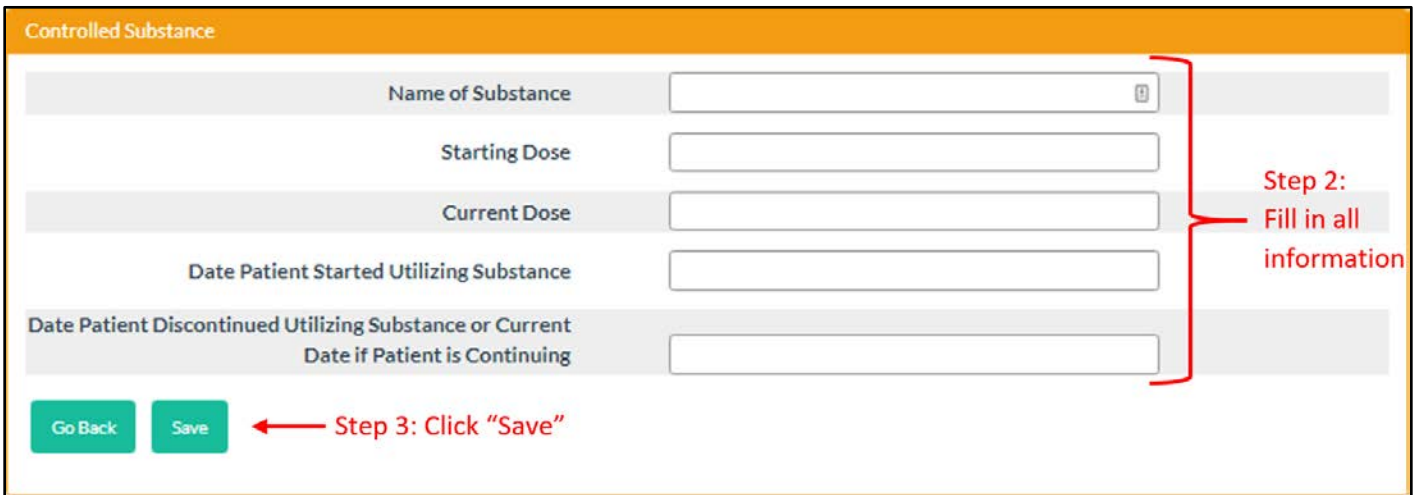 Controlled Substance
Name of Substance
Starting Dose
Step 2:
Current Dose
Fill in all
information
Date Patient Started Utilizing Substance
Date Patient Discontinued Utilizing Substance or Current
Date if Patient is Continuing
Go Back
Save
Step 3: Click “Save”